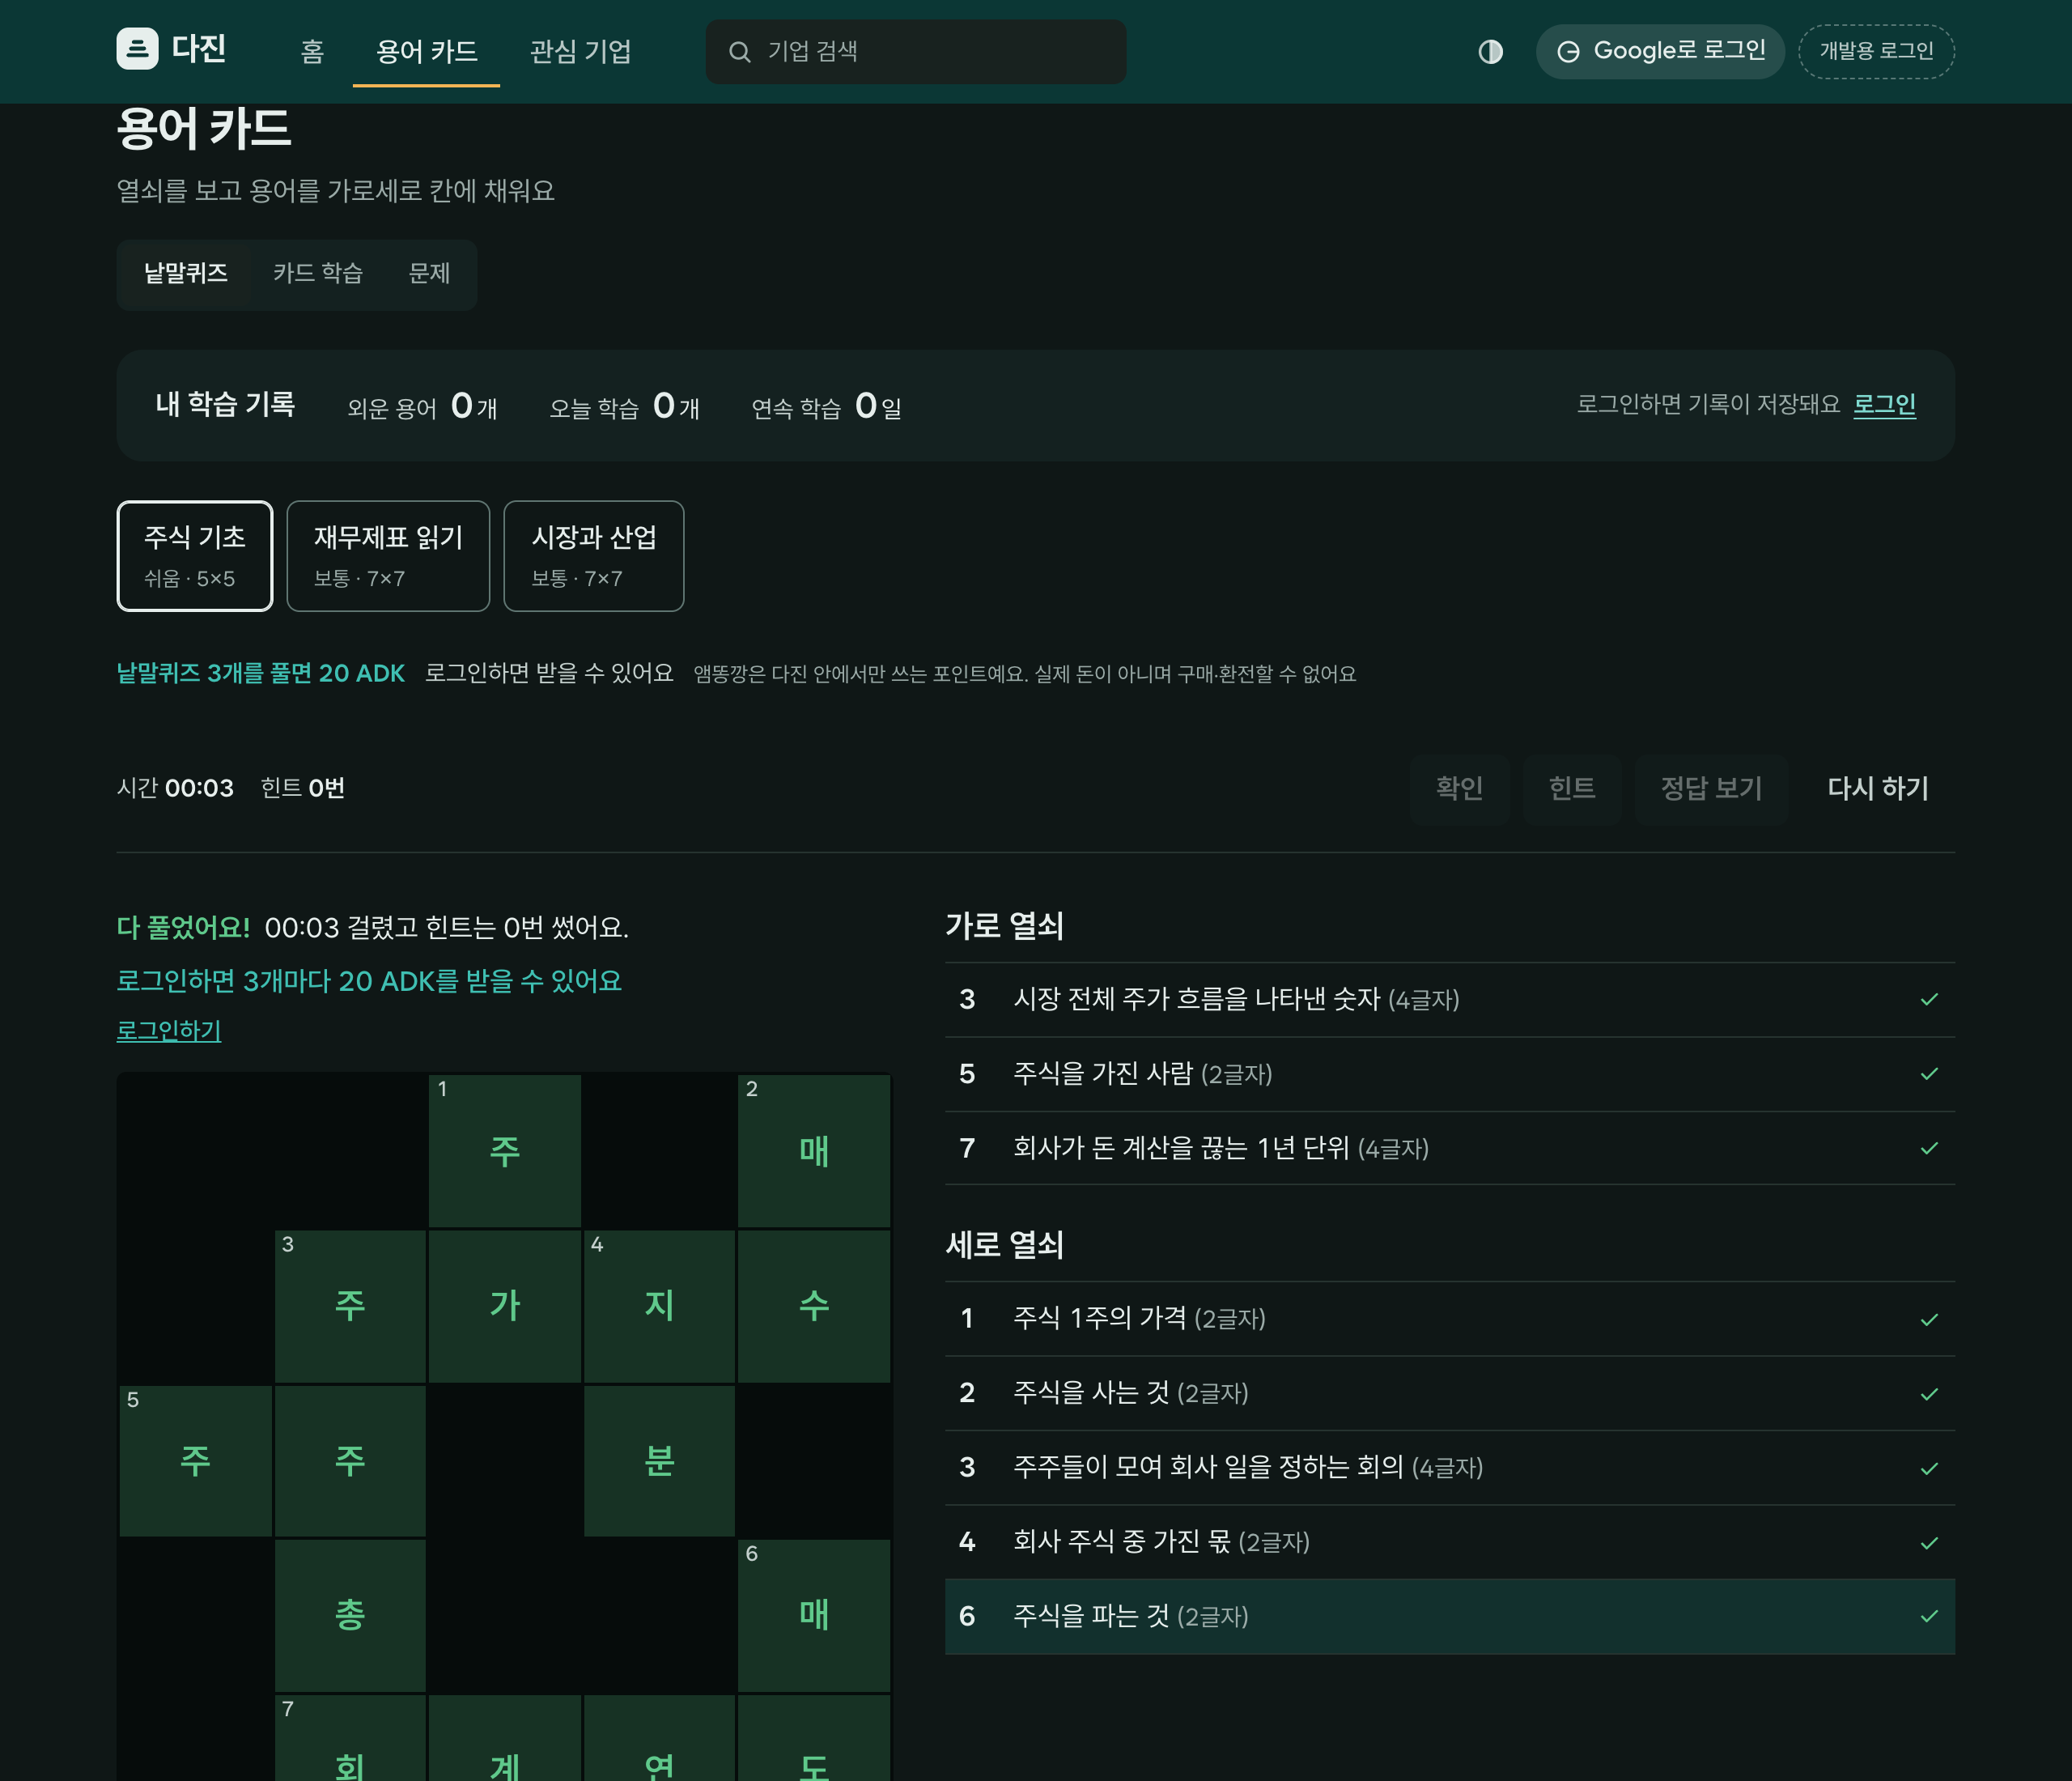 다진 홈 용어 카드 관심 기업 기업 검색 Google로 로그인 개발용 로그인
용어 카드
열쇠를 보고 용어를 가로세로 칸에 채워요
낱말퀴즈 카드 학습 문제
내 학습 기록 외운 용어 0개 오늘 학습 0개 연속 학습 0일 로그인하면 기록이 저장돼요 로그인
주식 기초 재무제표 읽기 시장과 산업
쉬움 · 5×5 보통 · 7×7 보통 · 7×7
낱말퀴즈 3개를 풀면 20 ADK 로그인하면 받을 수 있어요 앰똥깡은 다진 안에서만 쓰는 포인트예요. 실제 돈이 아니며 구매·환전할 수 없어요
시간 00:03 힌트 0번 확인 힌트 정답 보기 다시 하기
다 풀었어요! 00:03 걸렸고 힌트는 0번 썼어요.
로그인하면 3개마다 20 ADK를 받을 수 있어요
로그인하기
1 주 2 매
3 주 가 4 지 수
5 주 주 분
총 6 매
7 회 계 연 도
가로 열쇠
3 시장 전체 주가 흐름을 나타낸 숫자 (4글자)
5 주식을 가진 사람 (2글자)
7 회사가 돈 계산을 끊는 1년 단위 (4글자)
세로 열쇠
1 주식 1주의 가격 (2글자)
2 주식을 사는 것 (2글자)
3 주주들이 모여 회사 일을 정하는 회의 (4글자)
4 회사 주식 중 가진 몫 (2글자)
6 주식을 파는 것 (2글자)